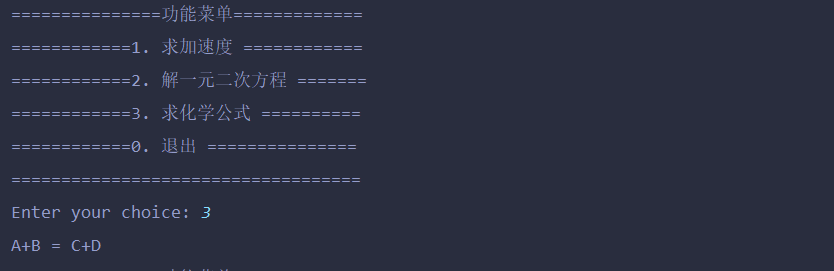 ===============功能菜单=============
============1. 求加速度 ============
============2. 解一元二次方程 =======
============3. 求化学公式 ==========
============0. 退出 ===============
===================================
Enter your choice: 3
A+B = C+D